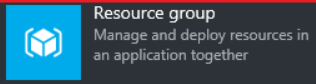 Resource group
Manage and deploy resources in
an application together